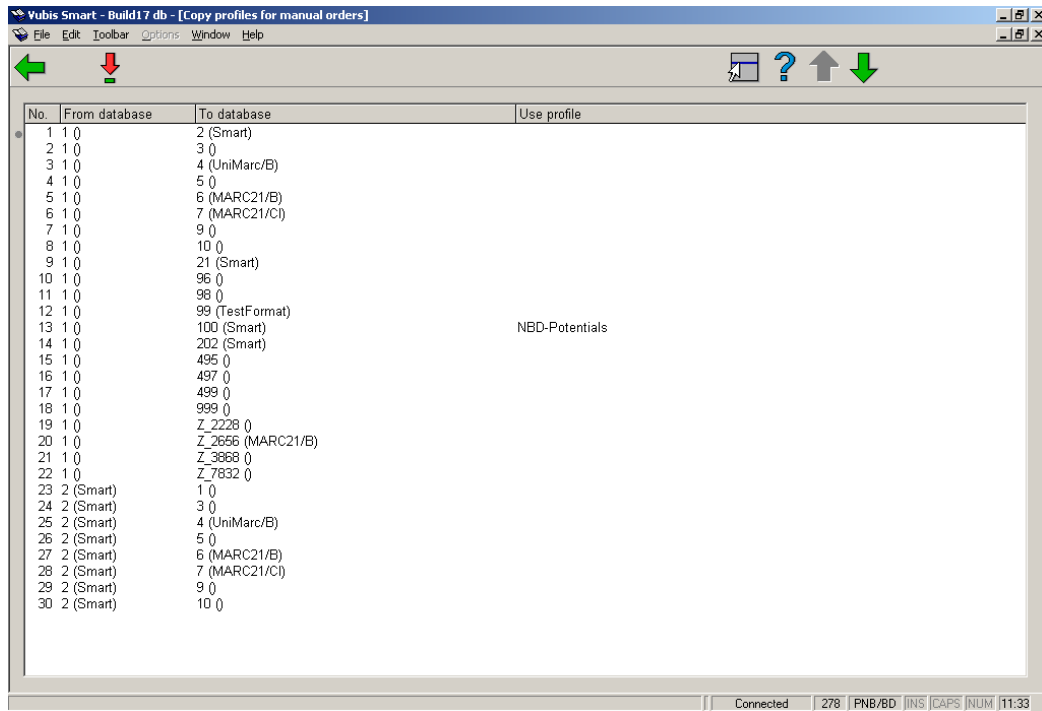 Vubis Smart - Build17 db - [Copy profiles for manual orders]
File Edit Toolbar Options Window Help
No. From database To database Use profile
1 1 () 2 (Smart)
2 1 () 3 ()
3 1 () 4 (UniMarc/B)
4 1 () 5 ()
5 1 () 6 (MARC21/B)
6 1 () 7 (MARC21/CI)
7 1 () 9 ()
8 1 () 10 ()
9 1 () 21 (Smart)
10 1 () 96 ()
11 1 () 98 ()
12 1 () 99 (TestFormat)
13 1 () 100 (Smart) NBD-Potentials
14 1 () 202 (Smart)
15 1 () 495 ()
16 1 () 497 ()
17 1 () 499 ()
18 1 () 999 ()
19 1 () Z_2228 ()
20 1 () Z_2656 (MARC21/B)
21 1 () Z_3868 ()
22 1 () Z_7832 ()
23 2 (Smart) 1 ()
24 2 (Smart) 3 ()
25 2 (Smart) 4 (UniMarc/B)
26 2 (Smart) 5 ()
27 2 (Smart) 6 (MARC21/B)
28 2 (Smart) 7 (MARC21/CI)
29 2 (Smart) 9 ()
30 2 (Smart) 10 ()
Connected 278 PNB/BD INS CAPS NUM 11:33